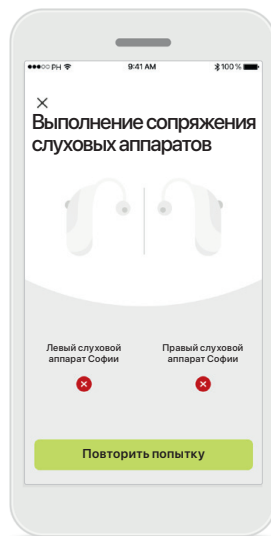 PH 9:41 AM 100%
Выполнение сопряжения
слуховых аппаратов
Левый слуховой
аппарат Софии
Правый слуховой
аппарат Софии
Повторить попытку